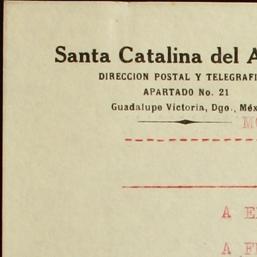 Santa Catalina del A
DIRECCION POSTAL Y TELEGRAFI
APARTADO No. 21
Guadalupe Victoria, Dgo., Méx
M
A E
A F